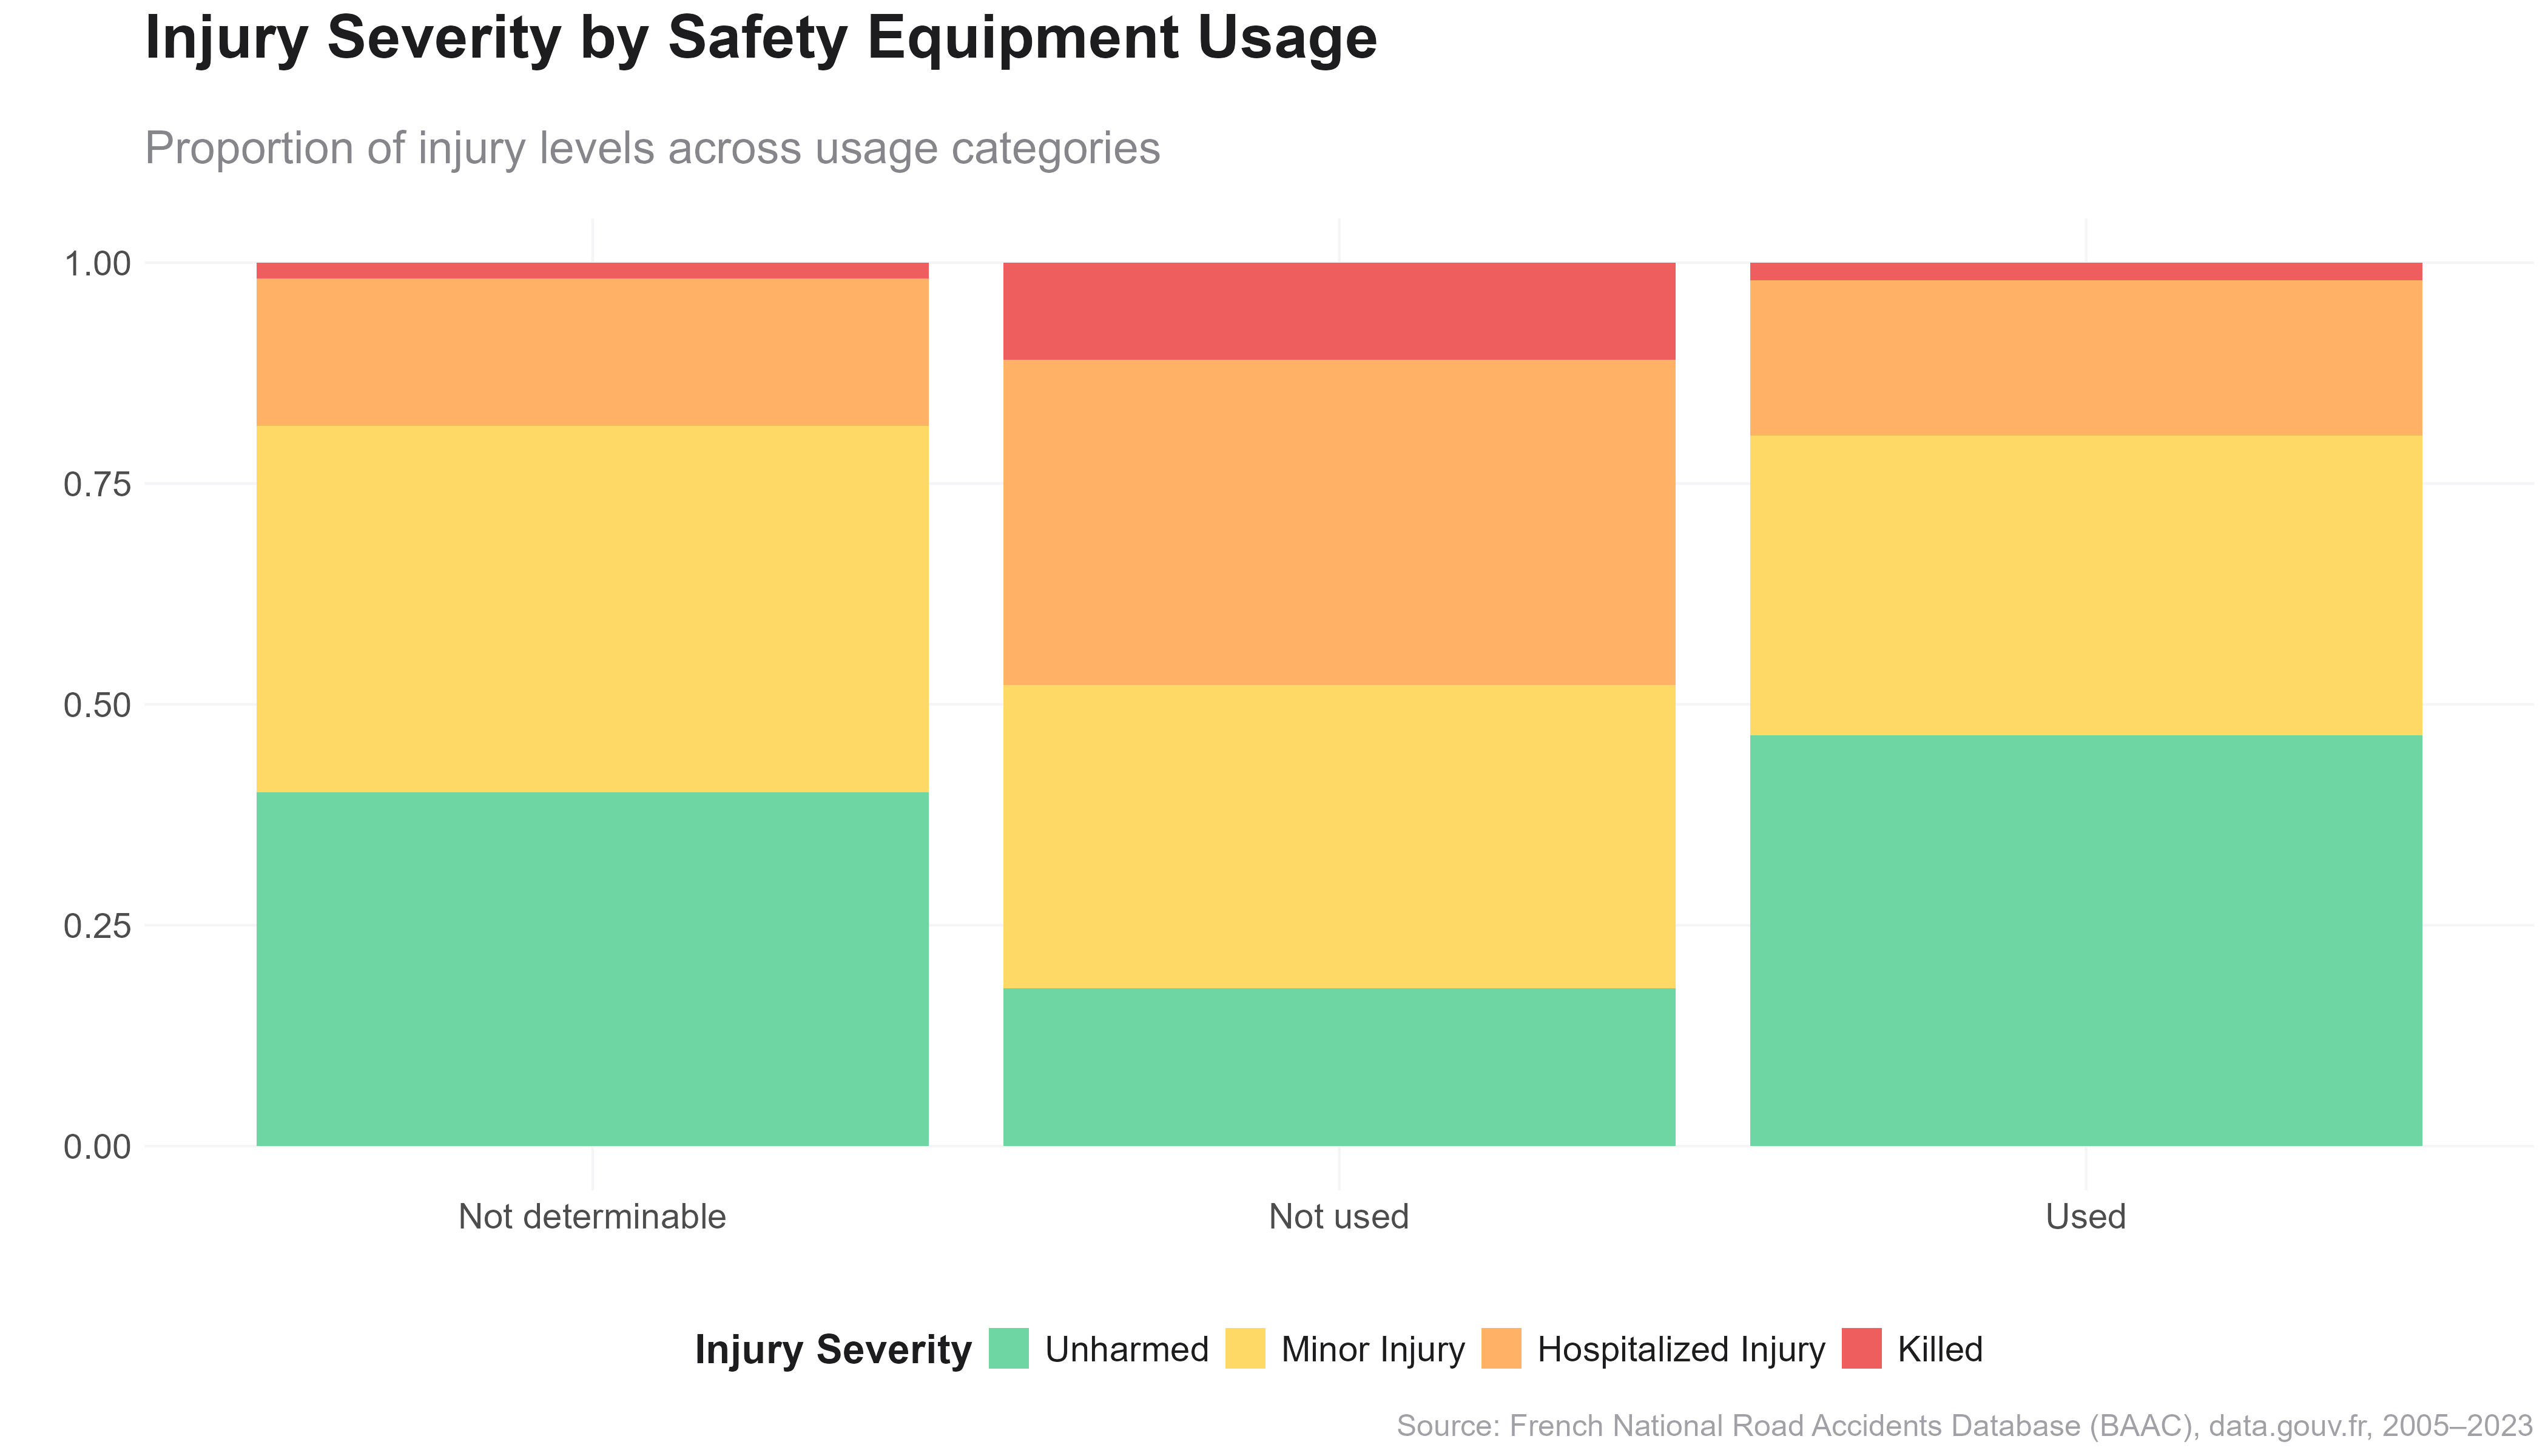 Injury Severity by Safety Equipment Usage
Proportion of injury levels across usage categories
1.00
0.75
0.50
0.25
0.00
Not determinable
Not used
Used
Injury Severity
Unharmed
Minor Injury
Hospitalized Injury
Killed
Source: French National Road Accidents Database (BAAC), data.gouv.fr, 2005–2023